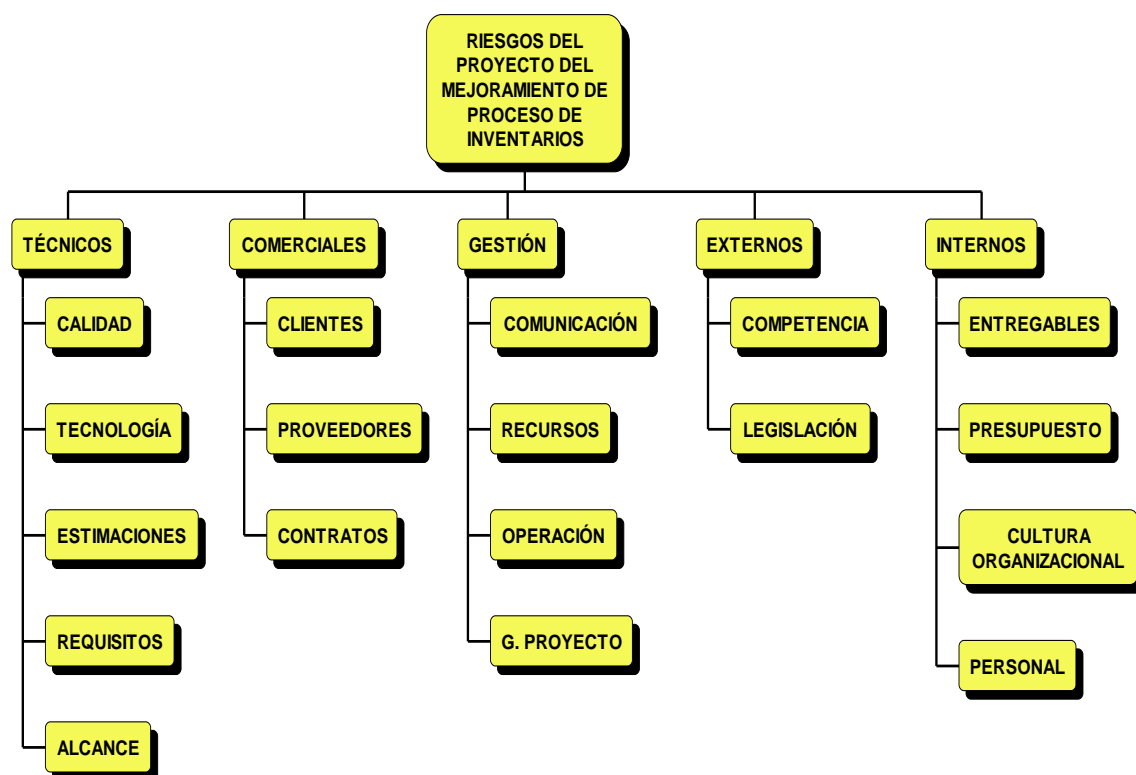 RIESGOS DEL
PROYECTO DEL
MEJORAMIENTO DE
PROCESO DE
INVENTARIOS
TÉCNICOS
COMERCIALES
GESTIÓN
EXTERNOS
INTERNOS
CALIDAD
CLIENTES
COMUNICACIÓN
COMPETENCIA
ENTREGABLES
TECNOLOGÍA
PROVEEDORES
RECURSOS
LEGISLACIÓN
PRESUPUESTO
ESTIMACIONES
CONTRATOS
OPERACIÓN
CULTURA
ORGANIZACIONAL
REQUISITOS
G. PROYECTO
PERSONAL
ALCANCE